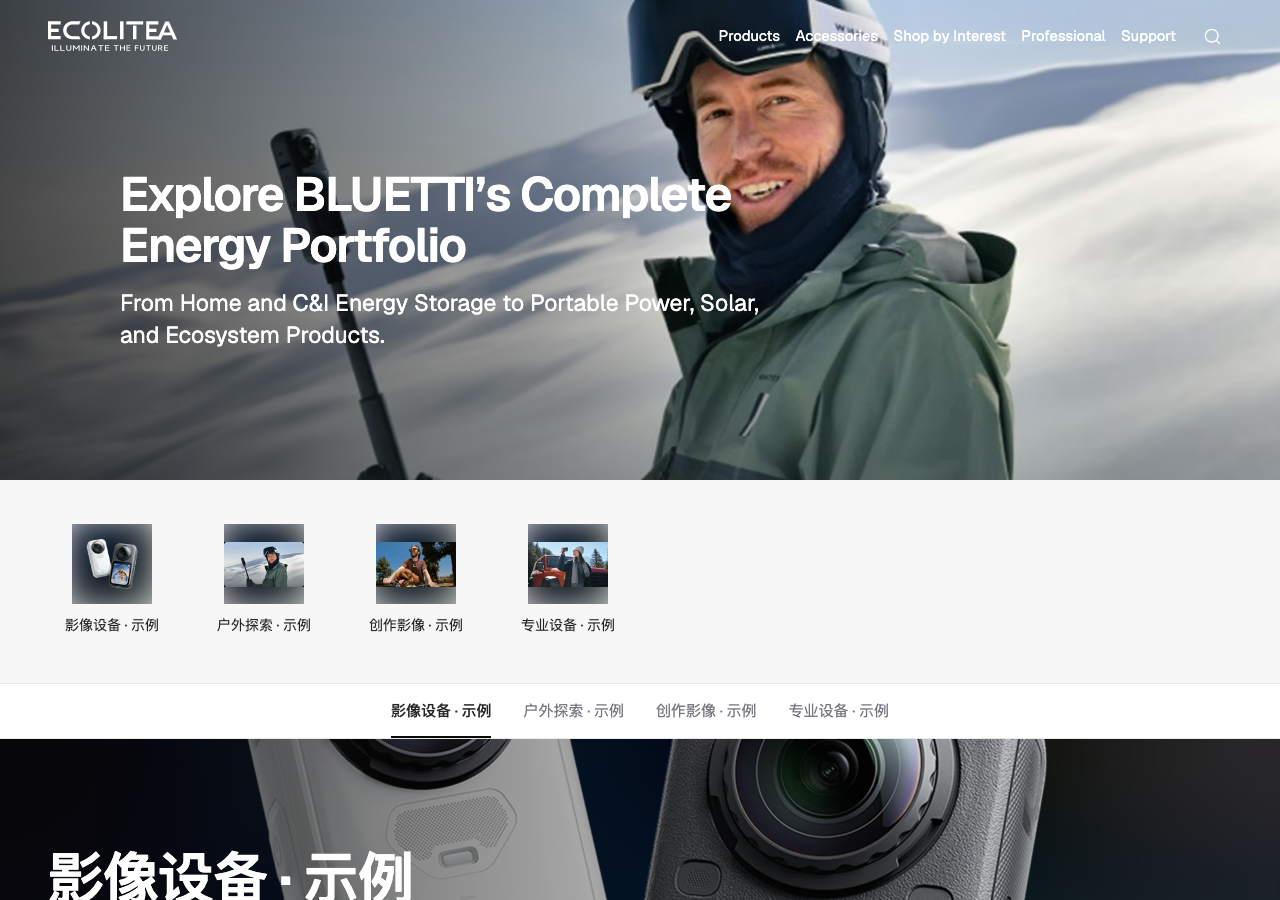 ECOLITEA
ILLUMINATE THE FUTURE
Products Accessories Shop by Interest Professional Support
Explore BLUETTI’s Complete
Energy Portfolio
From Home and C&I Energy Storage to Portable Power, Solar,
and Ecosystem Products.
影像设备 · 示例 户外探索 · 示例 创作影像 · 示例 专业设备 · 示例
影像设备 · 示例 户外探索 · 示例 创作影像 · 示例 专业设备 · 示例
影像设备 · 示例